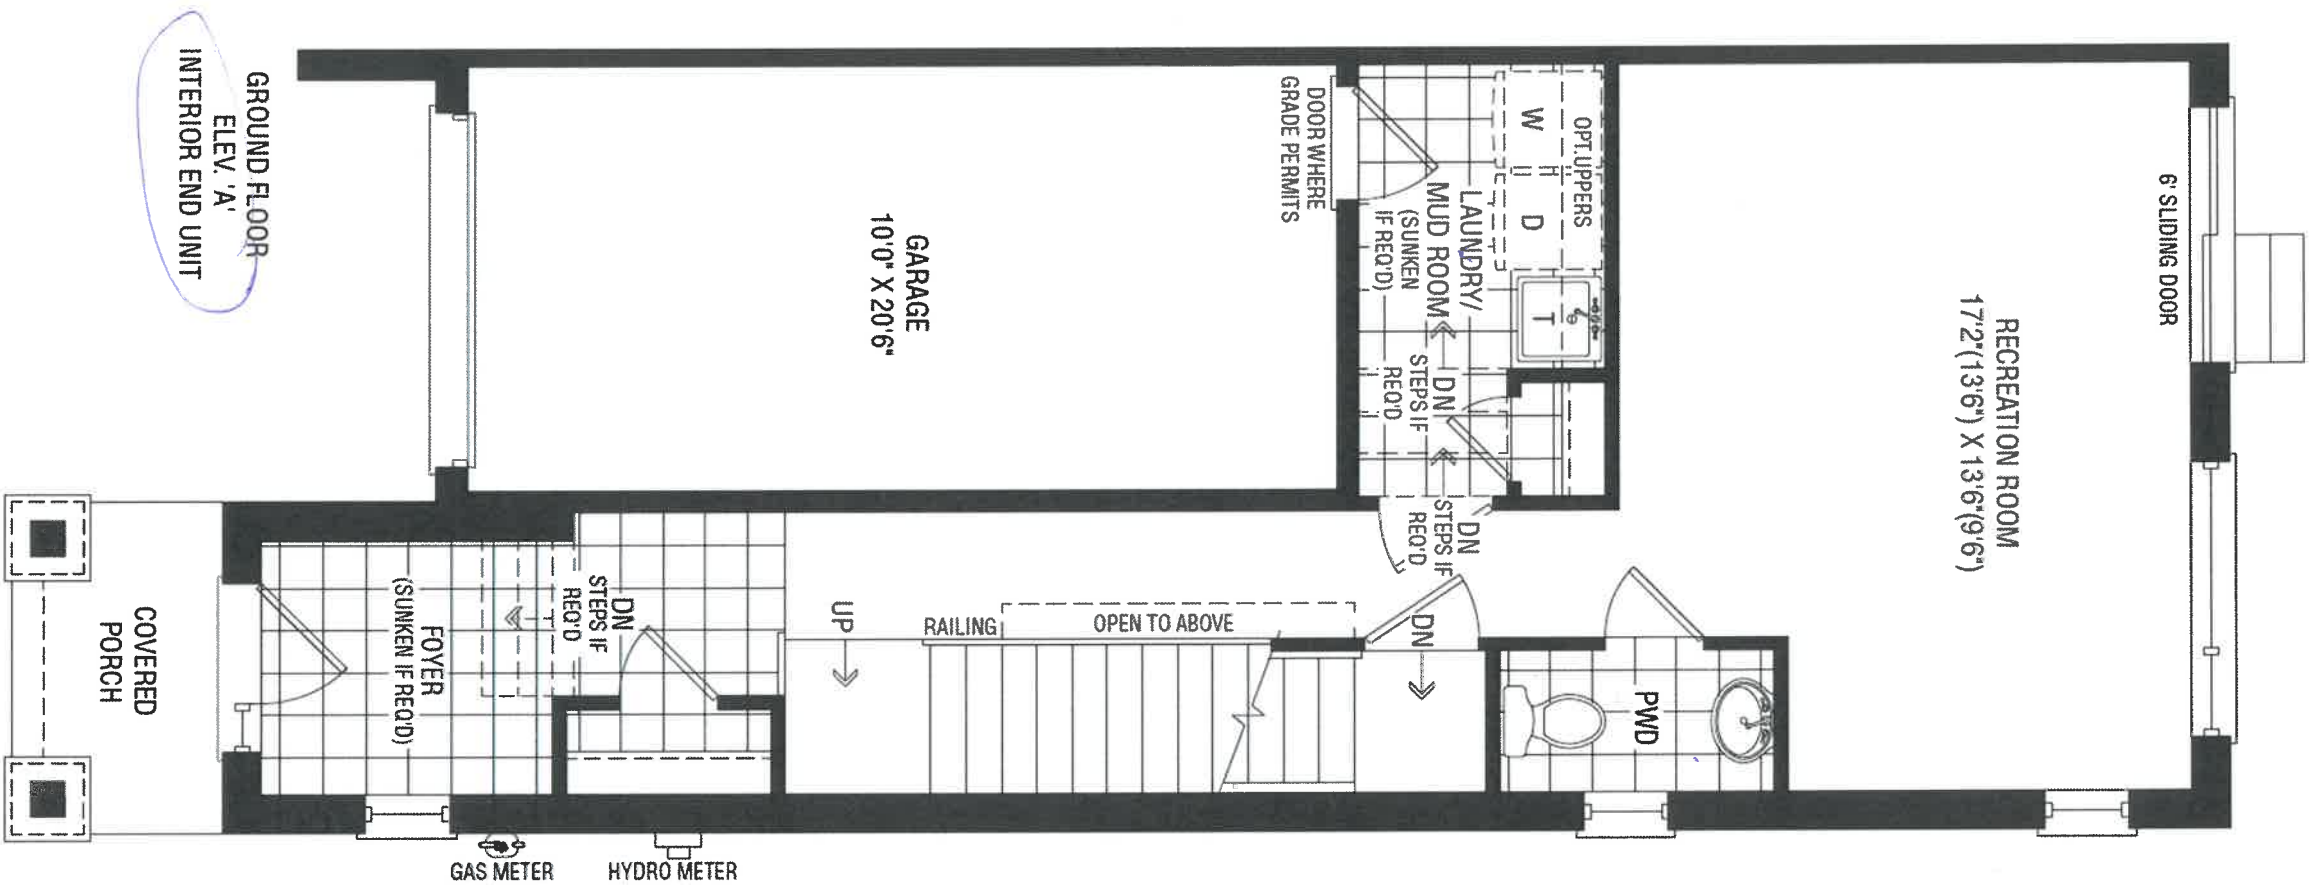 GROUND FLOOR
ELEV. 'A'
INTERIOR END UNIT
COVERED
PORCH
FOYER
(SUNKEN IF REQ'D)
DN
STEPS IF
REQ'D
GAS METER
HYDRO METER
GARAGE
10'0" X 20'6"
DOOR WHERE
GRADE PERMITS
LAUNDRY/
MUD ROOM
(SUNKEN
IF REQ'D)
OPT.UPPERS
W
D
T
DN
STEPS IF
REQ'D
DN
STEPS IF
REQ'D
UP
RAILING
OPEN TO ABOVE
DN
PWD
RECREATION ROOM
17'2"(13'6") X 13'6"(9'6")
6' SLIDING DOOR